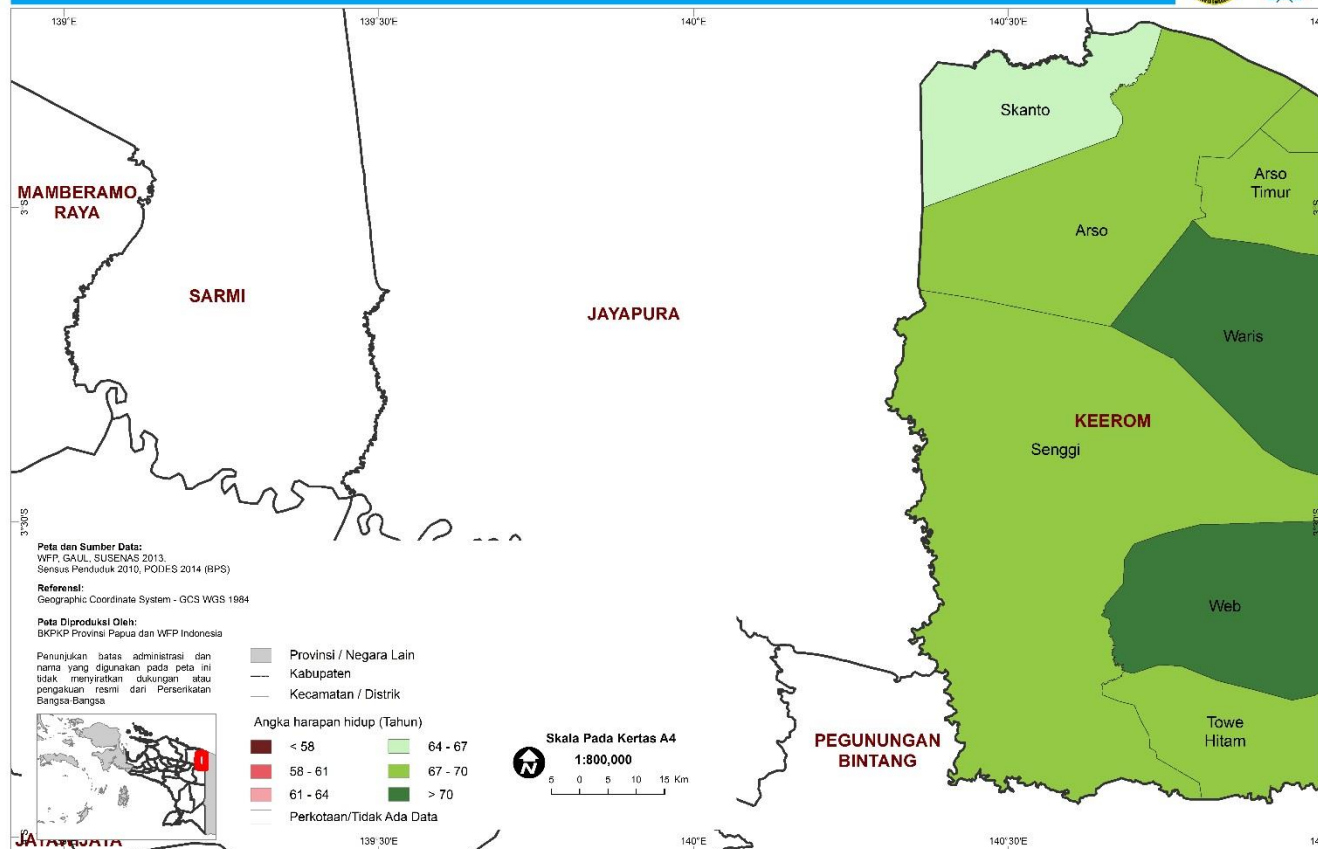 139°E
139°30'E
140°E
140°30'E
Skanto
MAMBERAMO
RAYA
3°S
Arso
Timur
3°S
Arso
SARMI
JAYAPURA
Waris
KEEROM
Senggi
3°30'S
Peta dan Sumber Data:
WFP, GAUL, SUSENAS 2013,
Sensus Penduduk 2010, PODES 2014 (BPS)
Referensi:
Geographic Coordinate System - GCS WGS 1984
Peta Diproduksi Oleh:
BKPKP Provinsi Papua dan WFP Indonesia
Penunjukan batas administrasi dan
nama yang digunakan pada peta ini
tidak menyiratkan dukungan atau
pengakuan resmi dari Perserikatan
Bangsa-Bangsa
Provinsi / Negara Lain
Kabupaten
Kecamatan / Distrik
Angka harapan hidup (Tahun)
< 58
58 - 61
61 - 64
64 - 67
67 - 70
> 70
Perkotaan/Tidak Ada Data
Skala Pada Kertas A4
1:800,000
5 0 5 10 15 Km
N
Web
Towe
Hitam
PEGUNUNGAN
BINTANG
JAYAWIJAYA
139°30'E
140°E
140°30'E